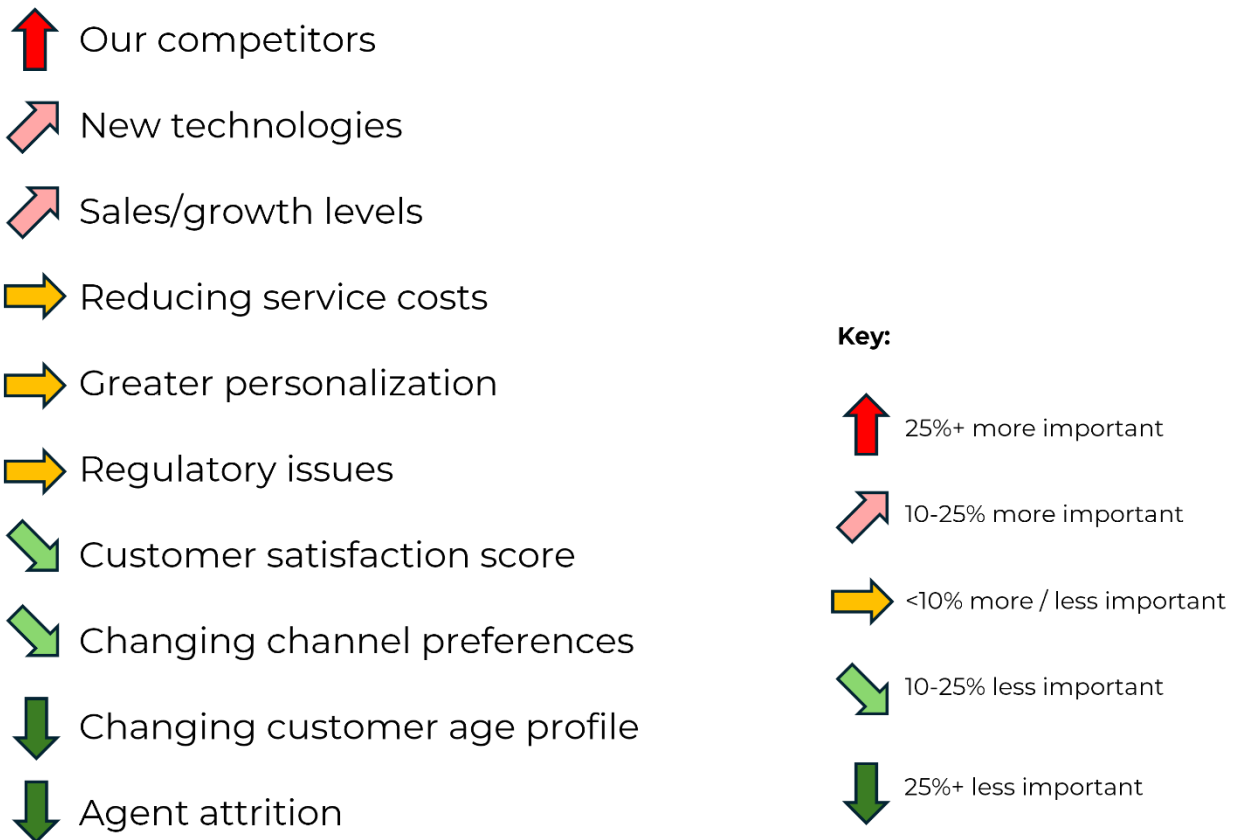 Our competitors
New technologies
Sales/growth levels
Reducing service costs
Greater personalization
Regulatory issues
Customer satisfaction score
Changing channel preferences
Changing customer age profile
Agent attrition
Key:
25%+ more important
10-25% more important
<10% more / less important
10-25% less important
25%+ less important